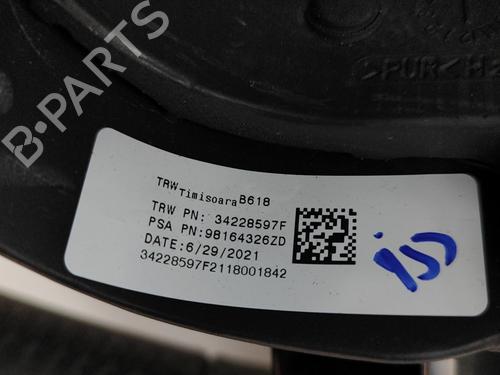 B-PARTS
>PUR<
TRW Timisoara B618
TRW PN: 34228597F
PSA PN:98164326ZD
DATE:6/29/2021
34228597F2118001842